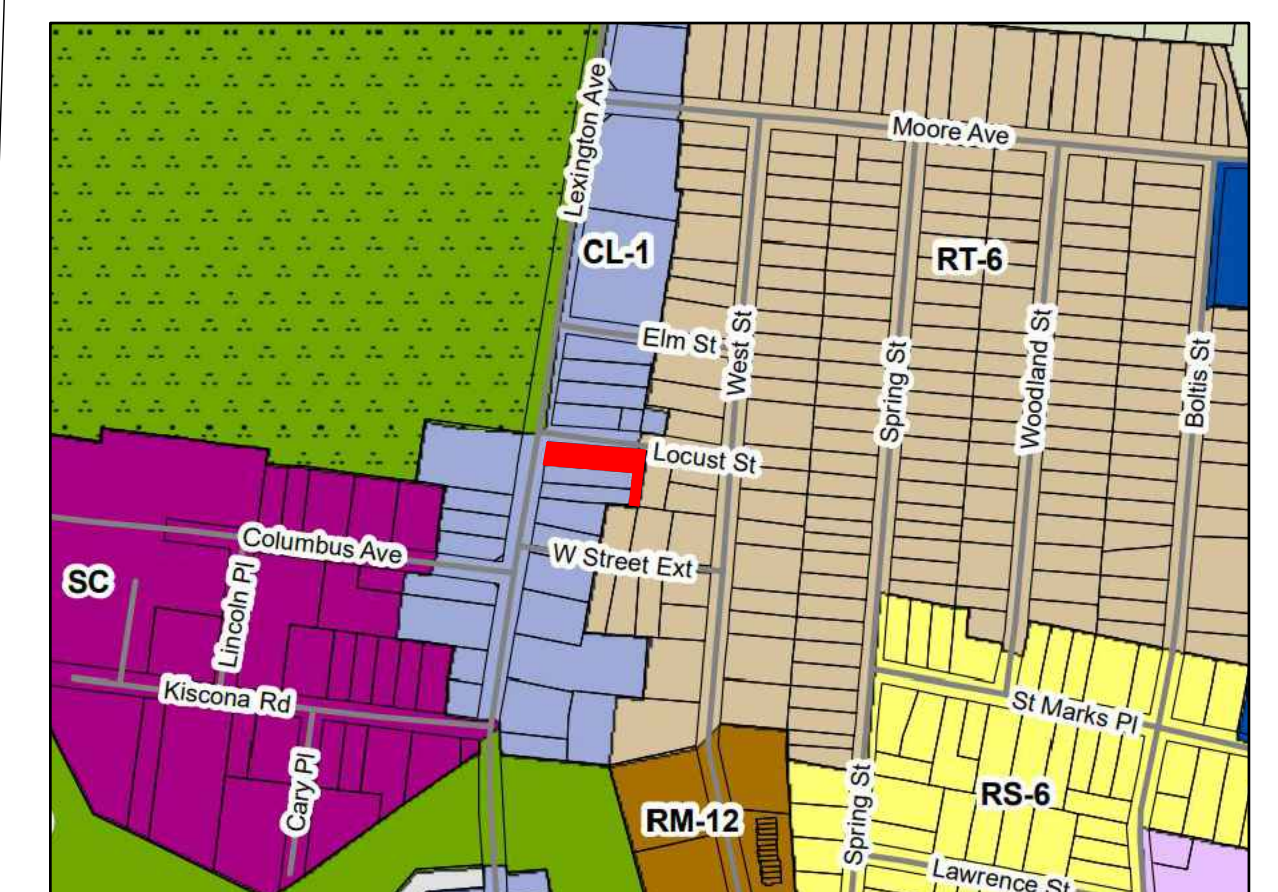 Lexington Ave
Moore Ave
CL-1
RT-6
Elm St
West St
Spring St
Woodland St
Boltis St
Locust St
Columbus Ave
W Street Ext
SC
Lincoln Pl
Kiscona Rd
St Marks Pl
Cary Pl
RM-12
Spring St
RS-6
Lawrence St